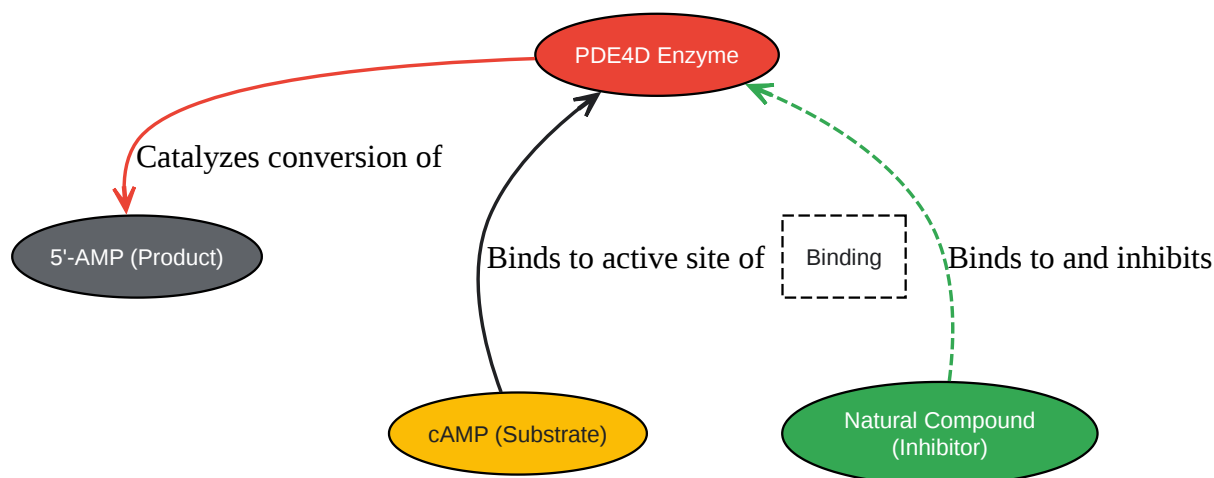 PDE4D Enzyme
Catalyzes conversion of
5'-AMP (Product)
Binds to active site of
Binding
Binds to and inhibits
cAMP (Substrate)
Natural Compound
(Inhibitor)